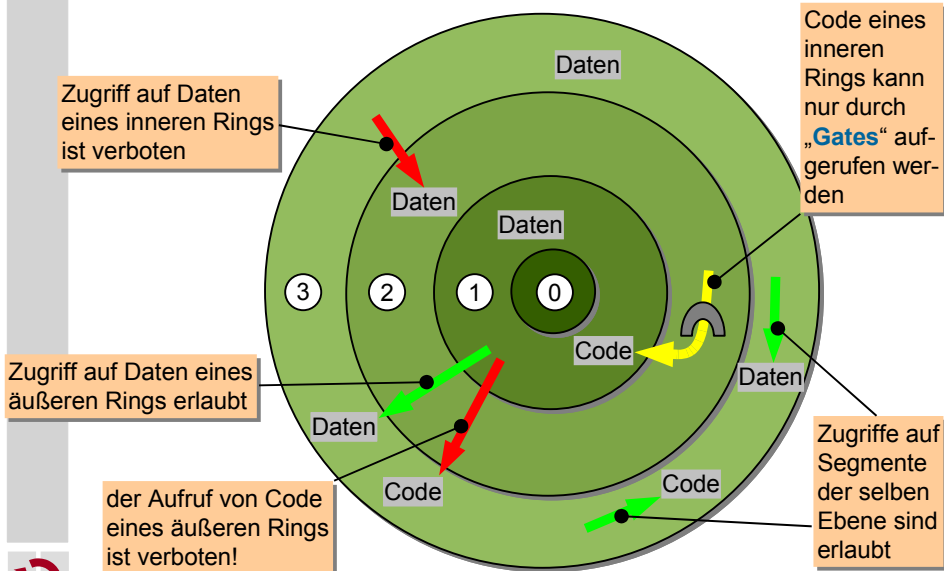 Code eines
inneren
Rings kann
nur durch
„Gates“ auf-
gerufen wer-
den
Daten
Zugriff auf Daten
eines inneren Rings
ist verboten
Daten
Daten
3
2
1
0
Code
Daten
Zugriff auf Daten eines
äußeren Rings erlaubt
Daten
Code
Code
Zugriffe auf
Segmente
der selben
Ebene sind
erlaubt
der Aufruf von Code
eines äußeren Rings
ist verboten!